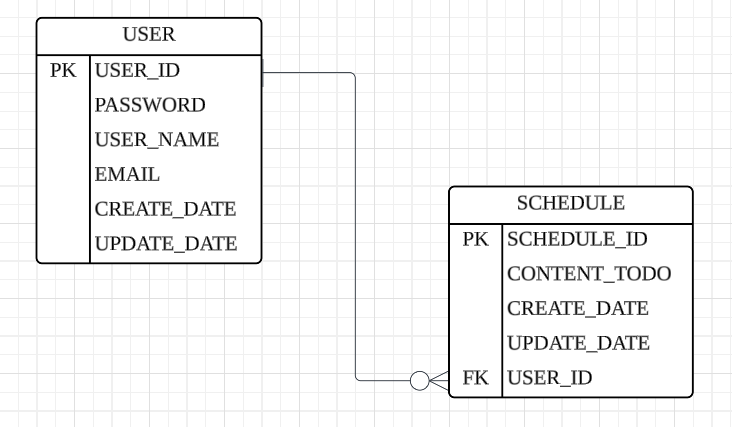 USER
PK USER_ID
PASSWORD
USER_NAME
EMAIL
CREATE_DATE
UPDATE_DATE
SCHEDULE
PK SCHEDULE_ID
CONTENT_TODO
CREATE_DATE
UPDATE_DATE
FK USER_ID